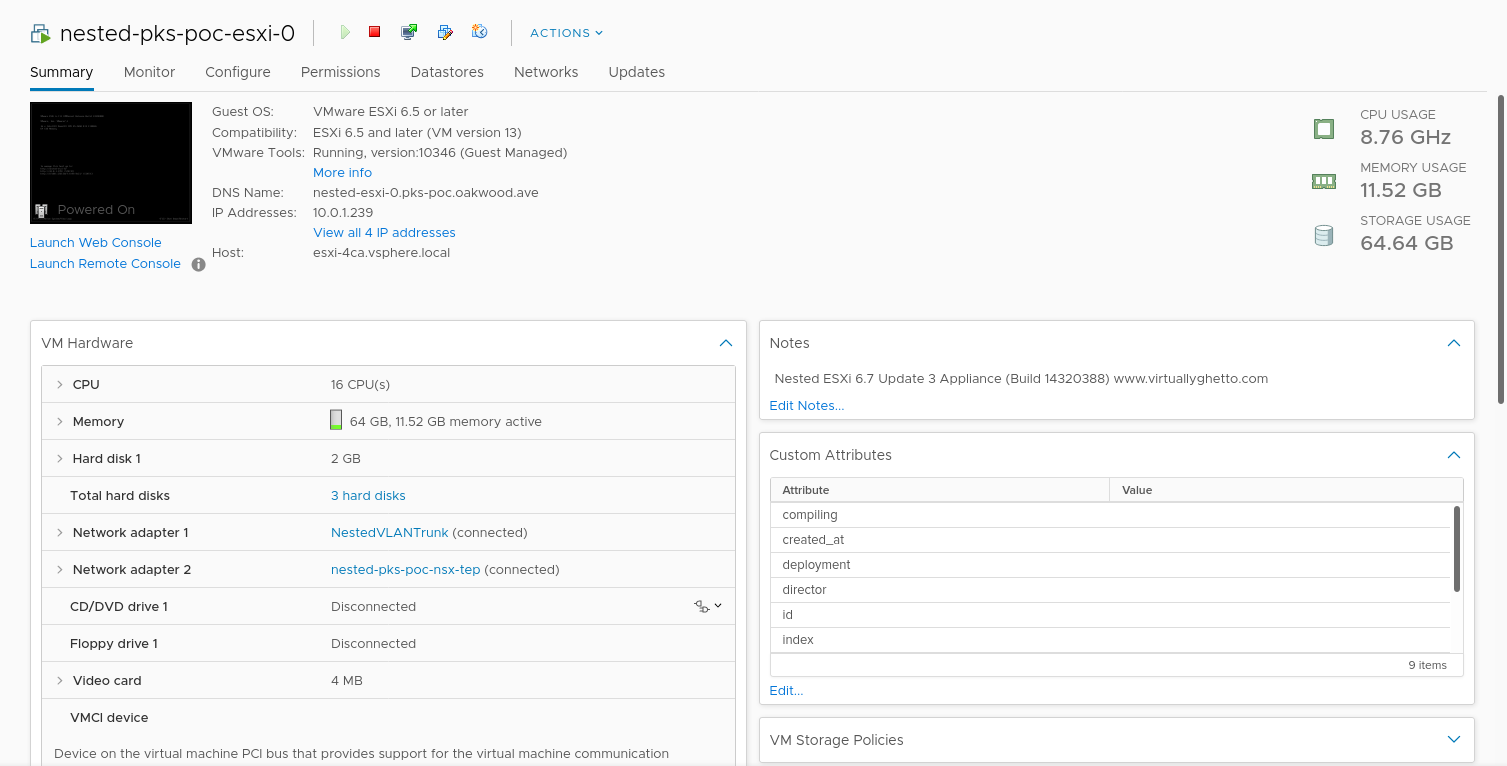 nested-pks-poc-esxi-0
ACTIONS
Summary Monitor Configure Permissions Datastores Networks Updates
Powered On
Launch Web Console
Launch Remote Console
Guest OS: VMware ESXi 6.5 or later
Compatibility: ESXi 6.5 and later (VM version 13)
VMware Tools: Running, version:10346 (Guest Managed)
More info
DNS Name: nested-esxi-0.pks-poc.oakwood.ave
IP Addresses: 10.0.1.239
View all 4 IP addresses
Host: esxi-4ca.vsphere.local
CPU USAGE
8.76 GHz
MEMORY USAGE
11.52 GB
STORAGE USAGE
64.64 GB
VM Hardware
CPU 16 CPU(s)
Memory 64 GB, 11.52 GB memory active
Hard disk 1 2 GB
Total hard disks 3 hard disks
Network adapter 1 NestedVLANTrunk (connected)
Network adapter 2 nested-pks-poc-nsx-tep (connected)
CD/DVD drive 1 Disconnected
Floppy drive 1 Disconnected
Video card 4 MB
VMCI device
Device on the virtual machine PCI bus that provides support for the virtual machine communication
Notes
Nested ESXi 6.7 Update 3 Appliance (Build 14320388) www.virtuallyghetto.com
Edit Notes...
Custom Attributes
Attribute Value
compiling
created_at
deployment
director
id
index
9 items
Edit...
VM Storage Policies